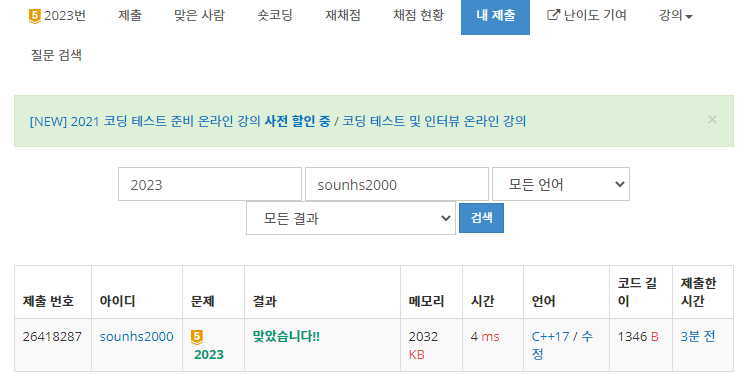 5 2023번 제출 맞은 사람 숏코딩 재채점 채점 현황 내 제출 난이도 기여 강의
질문 검색
[NEW] 2021 코딩 테스트 준비 온라인 강의 사전 할인 중 / 코딩 테스트 및 인터뷰 온라인 강의 ×
2023 sounhs2000 모든 언어
모든 결과 검색
제출 번호 아이디 문제 결과 메모리 시간 언어 코드 길
이 제출한
시간
26418287 sounhs2000 5
2023 맞았습니다!! 2032
KB 4 ms C++17 / 수
정 1346 B 3분 전